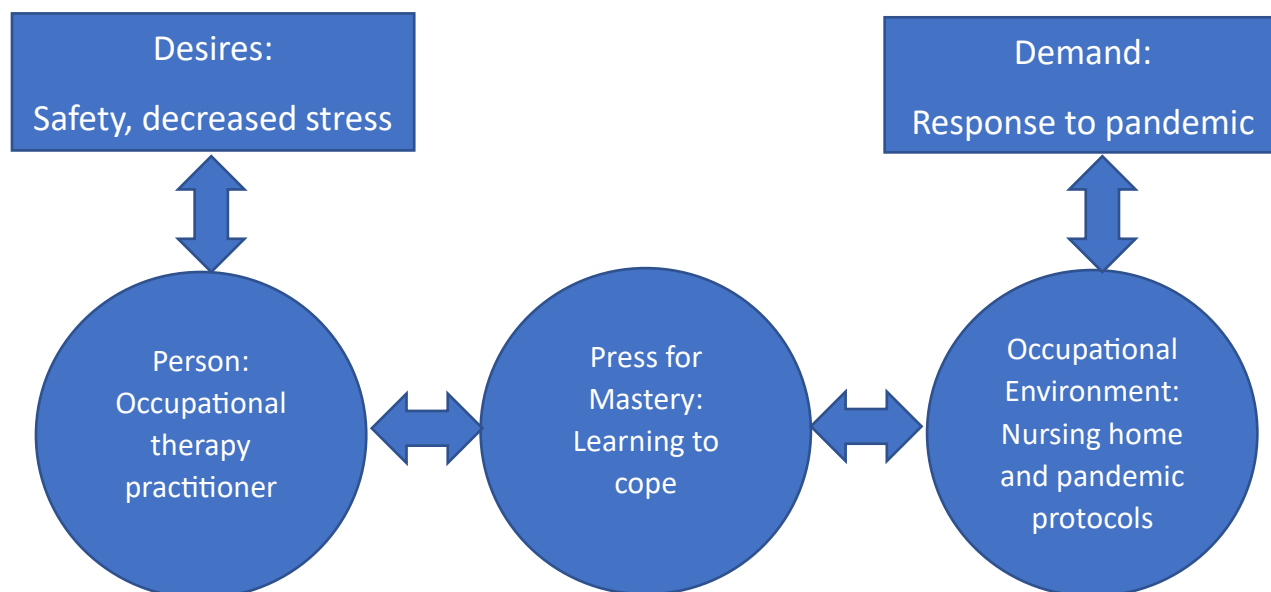 Desires:
Safety, decreased stress
Demand:
Response to pandemic
Person:
Occupational
therapy
practitioner
Press for
Mastery:
Learning to
cope
Occupational
Environment:
Nursing home
and pandemic
protocols